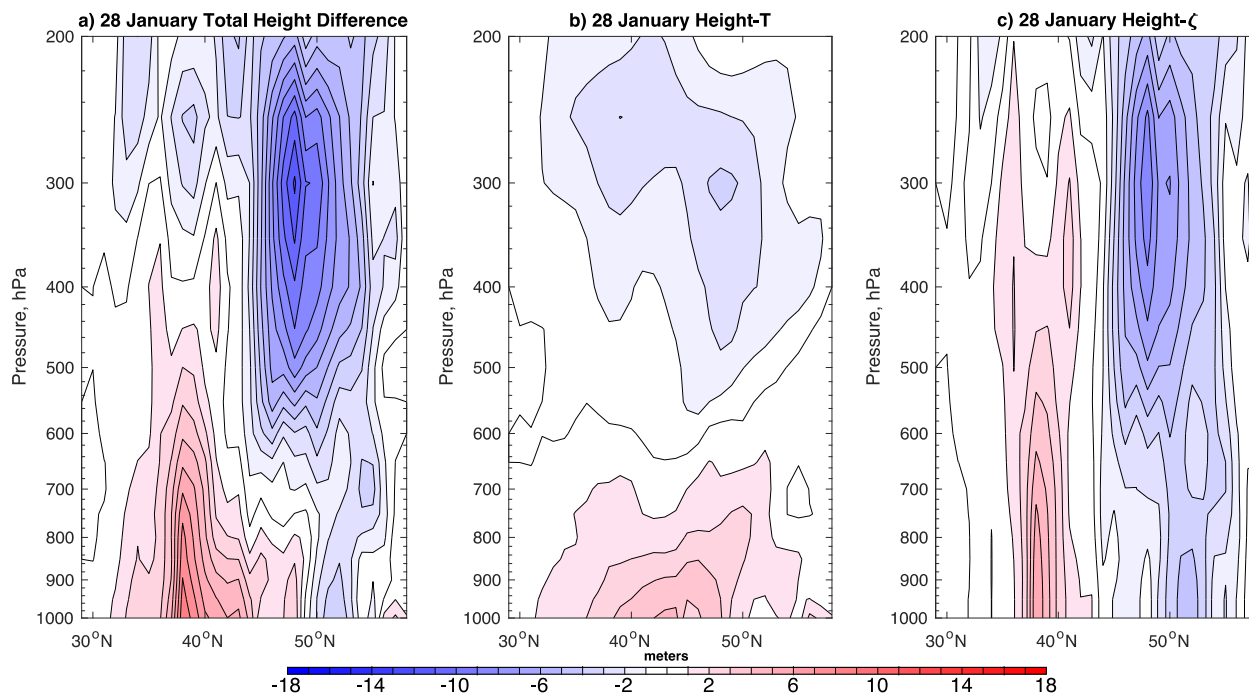 a) 28 January Total Height Difference
b) 28 January Height-T
c) 28 January Height-ζ
Pressure, hPa
200
300
400
500
600
700
800
900
1000
30°N
40°N
50°N
Pressure, hPa
200
300
400
500
600
700
800
900
1000
30°N
40°N
50°N
Pressure, hPa
200
300
400
500
600
700
800
900
1000
30°N
40°N
50°N
meters
-18 -14 -10 -6 -2 2 6 10 14 18